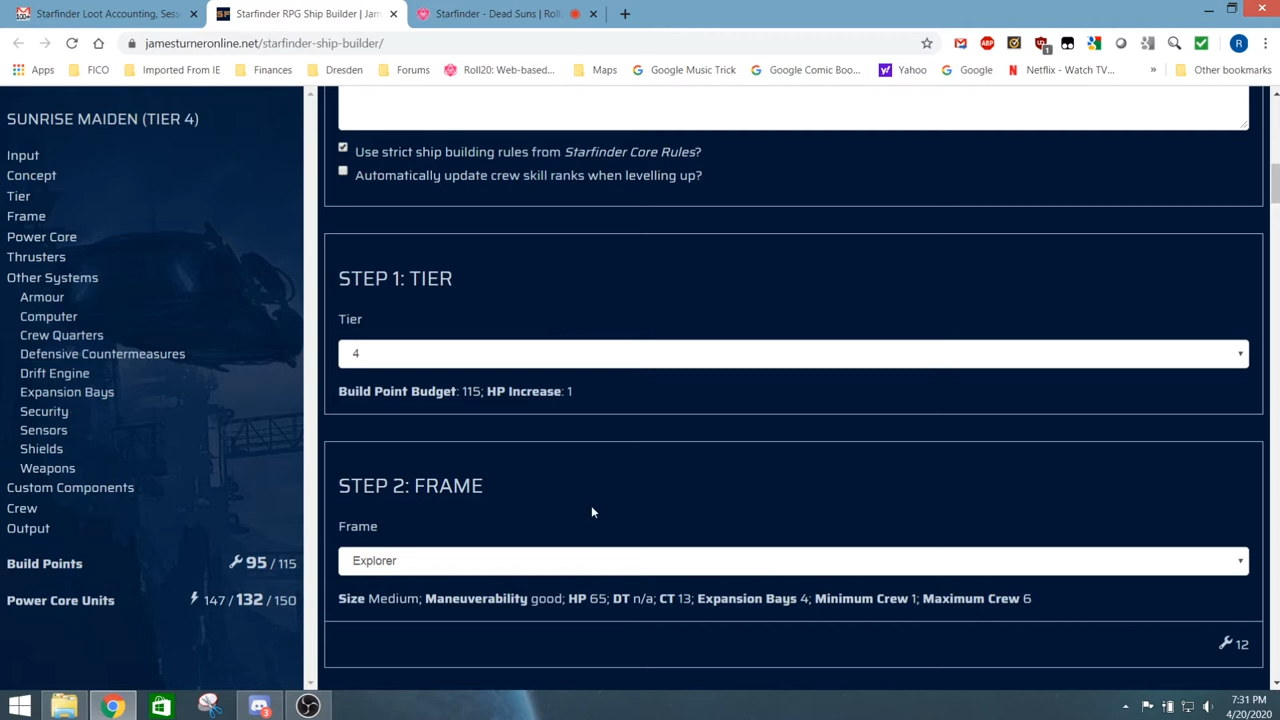 100+
Starfinder Loot Accounting, Sess
SF
Starfinder RPG Ship Builder | Jam
Starfinder - Dead Suns | Roll
jamesturneronline.net/starfinder-ship-builder/
ABP
1
R
Apps
FICO
Imported From IE
Finances
Dresden
Forums
Roll20: Web-based...
Maps
Google Music Trick
Google Comic Boo...
Yahoo
Google
Netflix - Watch TV...
»
Other bookmarks
SUNRISE MAIDEN (TIER 4)
Input
Concept
Tier
Frame
Power Core
Thrusters
Other Systems
Armour
Computer
Crew Quarters
Defensive Countermeasures
Drift Engine
Expansion Bays
Security
Sensors
Shields
Weapons
Custom Components
Crew
Output
Build Points 95 / 115
Power Core Units 147 / 132 / 150
Use strict ship building rules from Starfinder Core Rules?
Automatically update crew skill ranks when levelling up?
STEP 1: TIER
Tier
4
Build Point Budget: 115; HP Increase: 1
STEP 2: FRAME
Frame
Explorer
Size Medium; Maneuverability good; HP 65; DT n/a; CT 13; Expansion Bays 4; Minimum Crew 1; Maximum Crew 6
12
3
7:31 PM
4/20/2020